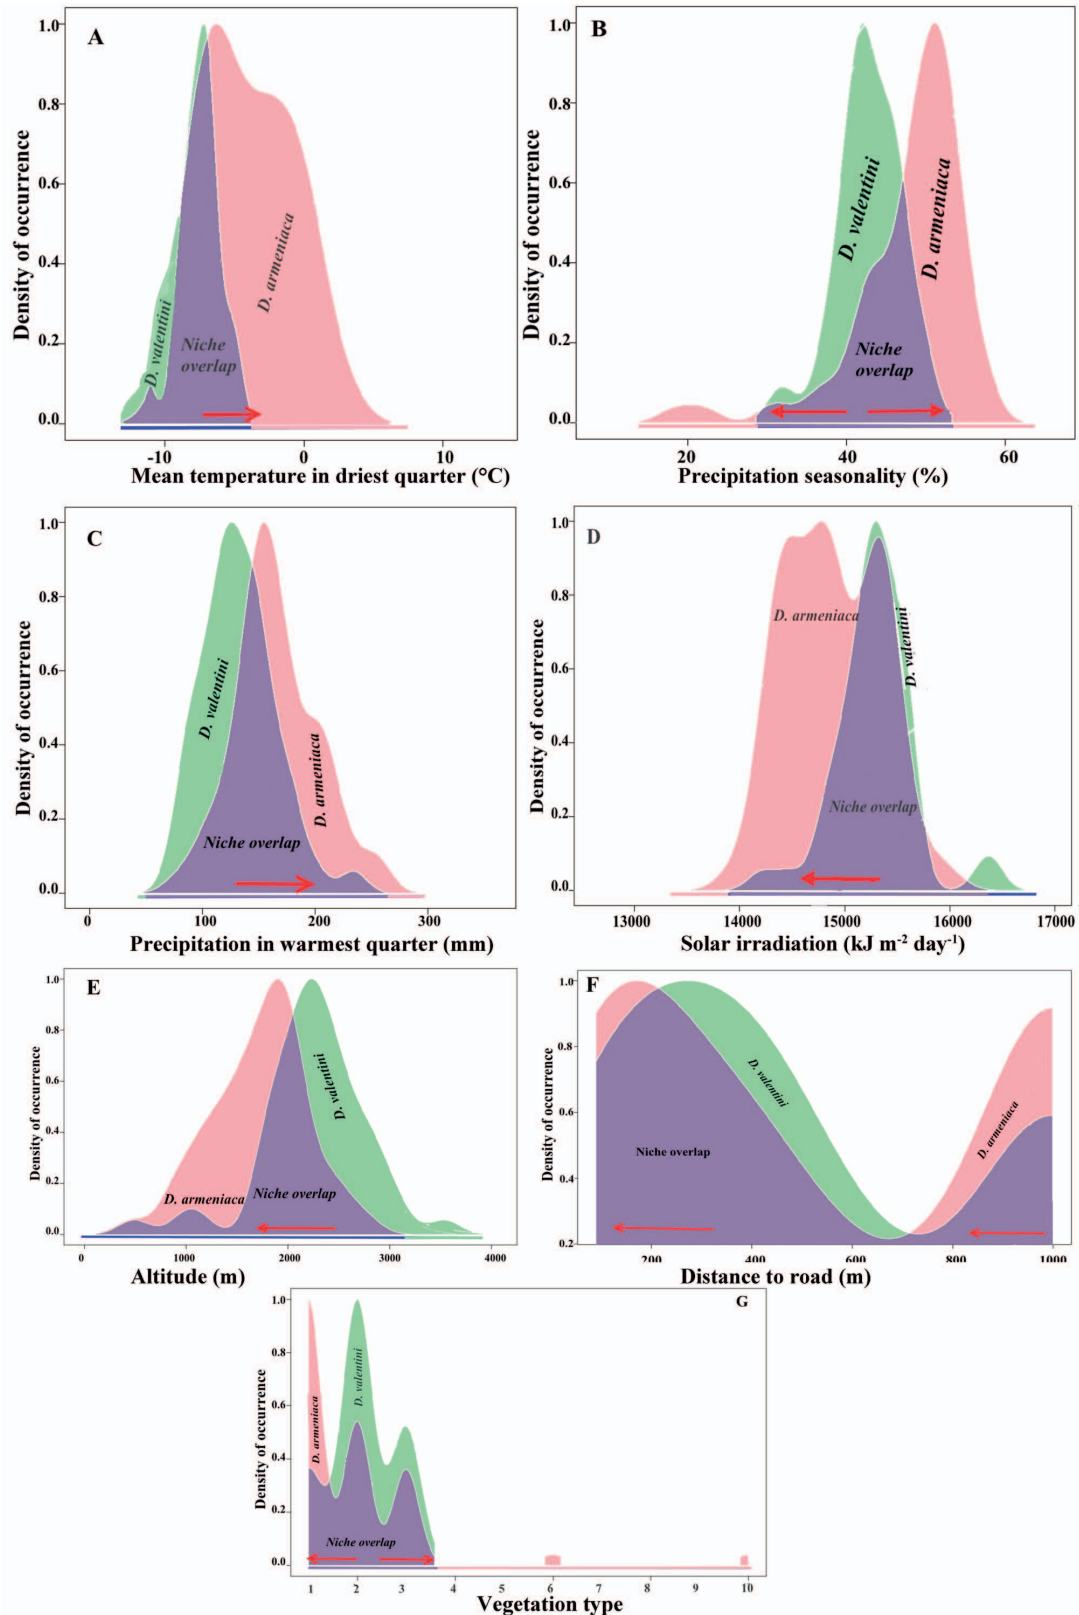 A
Density of occurrence
1.0
0.8
0.6
0.4
0.2
0.0
D. valentini
Niche
overlap
D. armeniaca
-10
0
10
Mean temperature in driest quarter (°C)
B
Density of occurrence
1.0
0.8
0.6
0.4
0.2
0.0
D. valentini
D. armeniaca
Niche
overlap
20
40
60
Precipitation seasonality (%)
C
Density of occurrence
1.0
0.8
0.6
0.4
0.2
0.0
D. valentini
D. armeniaca
Niche overlap
0
100
200
300
Precipitation in warmest quarter (mm)
D
Density of occurrence
1.0
0.8
0.6
0.4
0.2
0.0
D. armeniaca
D. valentini
Niche overlap
13000
14000
15000
16000
17000
Solar irradiation (kJ m-2 day-1)
E
Density of occurrence
1.0
0.8
0.6
0.4
0.2
0.0
D. valentini
D. armeniaca
Niche overlap
0
1000
2000
3000
4000
Altitude (m)
F
Density of occurrence
1.0
0.8
0.6
0.4
0.2
D. valentini
D. armeniaca
Niche overlap
200
400
600
800
1000
Distance to road (m)
G
Density of occurrence
1.0
0.8
0.6
0.4
0.2
0.0
D. armeniaca
D. valentini
Niche overlap
1
2
3
4
5
6
7
8
9
10
Vegetation type